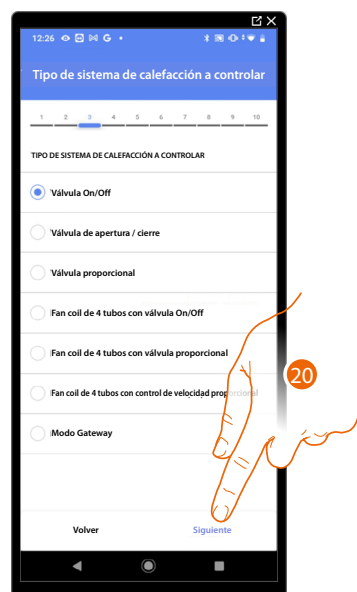 12:26 G
Tipo de sistema de calefacción a controlar
1 2 3 4 5 6 7 8 9 10
TIPO DE SISTEMA DE CALEFACCIÓN A CONTROLAR
Válvula On/Off
Válvula de apertura / cierre
Válvula proporcional
Fan coil de 4 tubos con válvula On/Off
Fan coil de 4 tubos con válvula proporcional
Fan coil de 4 tubos con control de velocidad proporcional
Modo Gateway
20
Volver Siguiente